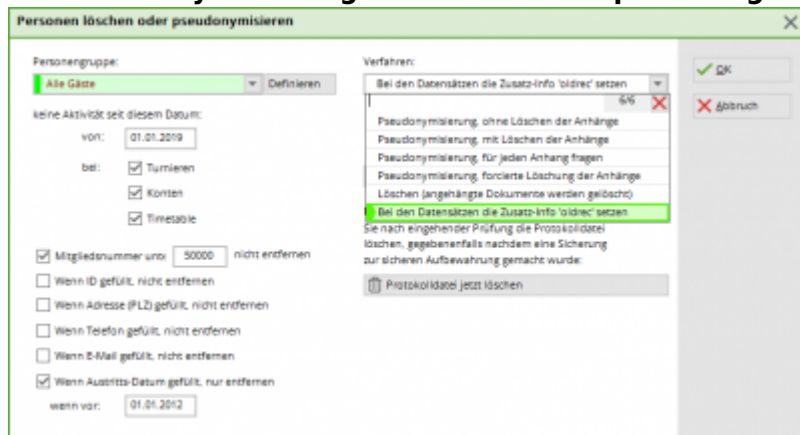 Personen löschen oder pseudonymisieren
Personengruppe:
Alle Gäste
Definieren
keine Aktivität seit diesem Datum:
von: 01.01.2019
bei: Turnieren
Konten
Timetable
Mitgliedsnummer unter 50000 nicht entfernen
Wenn ID gefüllt, nicht entfernen
Wenn Adresse (PLZ) gefüllt, nicht entfernen
Wenn Telefon gefüllt, nicht entfernen
Wenn E-Mail gefüllt, nicht entfernen
Wenn Austritts-Datum gefüllt, nur entfernen
wenn vor: 01.01.2012
Verfahren:
Bei den Datensätzen die Zusatz-Info 'oldrec' setzen
6/6
Pseudonymisierung, ohne Löschen der Anhänge
Pseudonymisierung, mit Löschen der Anhänge
Pseudonymisierung, für jeden Anhang fragen
Pseudonymisierung, forcierte Löschung der Anhänge
Löschen (angehängte Dokumente werden gelöscht)
Bei den Datensätzen die Zusatz-Info 'oldrec' setzen
Sie nach eingehender Prüfung die Protokolldatei
löschen, gegebenenfalls nachdem eine Sicherung
zur sicheren Aufbewahrung gemacht wurde:
Protokolldatei jetzt löschen
OK
Abbruch